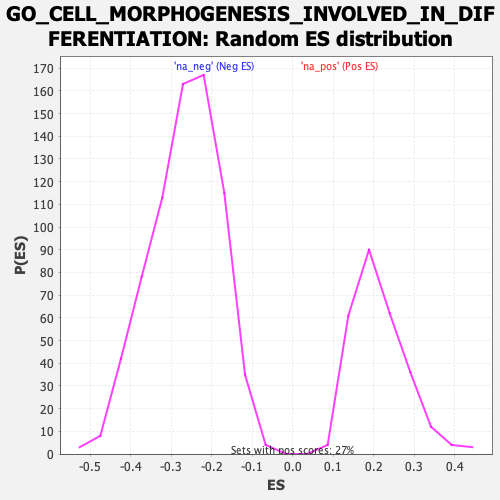 GO_CELL_MORPHOGENESIS_INVOLVED_IN_DIF
FERENTIATION: Random ES distribution
'na_neg' (Neg ES) 'na_pos' (Pos ES)
170
160
150
140
130
120
110
100
90
80
70
60
50
40
30
20
10
0
P(ES)
Sets with pos scores: 27%
-0.5 -0.4 -0.3 -0.2 -0.1 0.0 0.1 0.2 0.3 0.4
ES